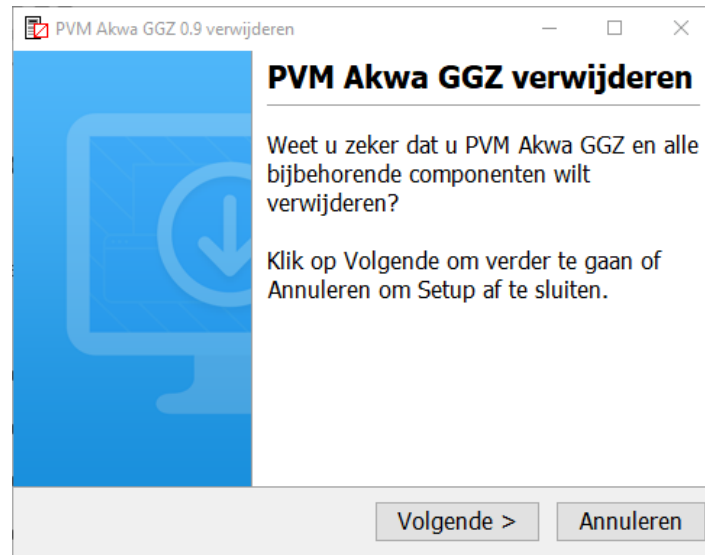 PVM Akwa GGZ 0.9 verwijderen
PVM Akwa GGZ verwijderen
Weet u zeker dat u PVM Akwa GGZ en alle
bijbehorende componenten wilt
verwijderen?
Klik op Volgende om verder te gaan of
Annuleren om Setup af te sluiten.
Volgende >
Annuleren